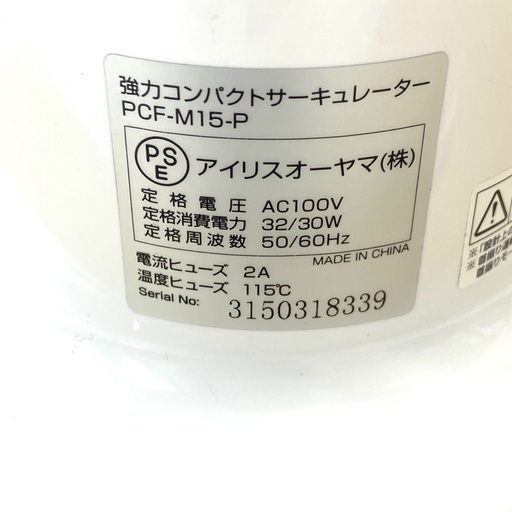 強力コンパクトサーキュレーター
PCF-M15-P
PSE アイリスオーヤマ(株)
定格電圧 AC100V
定格消費電力 32/30W
定格周波数 50/60Hz
MADE IN CHINA
電流ヒューズ 2A
温度ヒューズ 115℃
Serial No: 3150318339